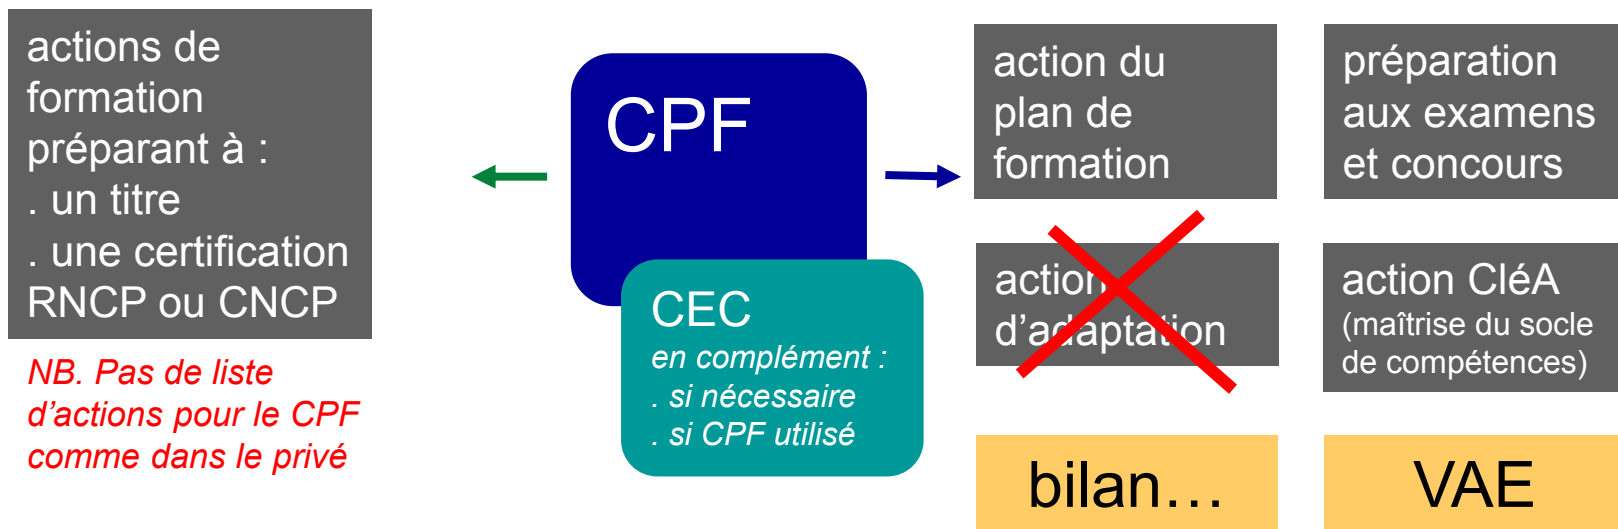 actions de
formation
préparant à :
. un titre
. une certification
RNCP ou CNCP
NB. Pas de liste
d’actions pour le CPF
comme dans le privé
CPF
CEC
en complément :
. si nécessaire
. si CPF utilisé
action du
plan de
formation
préparation
aux examens
et concours
action
d’adaptation
action CléA
(maîtrise du socle
de compétences)
bilan…
VAE